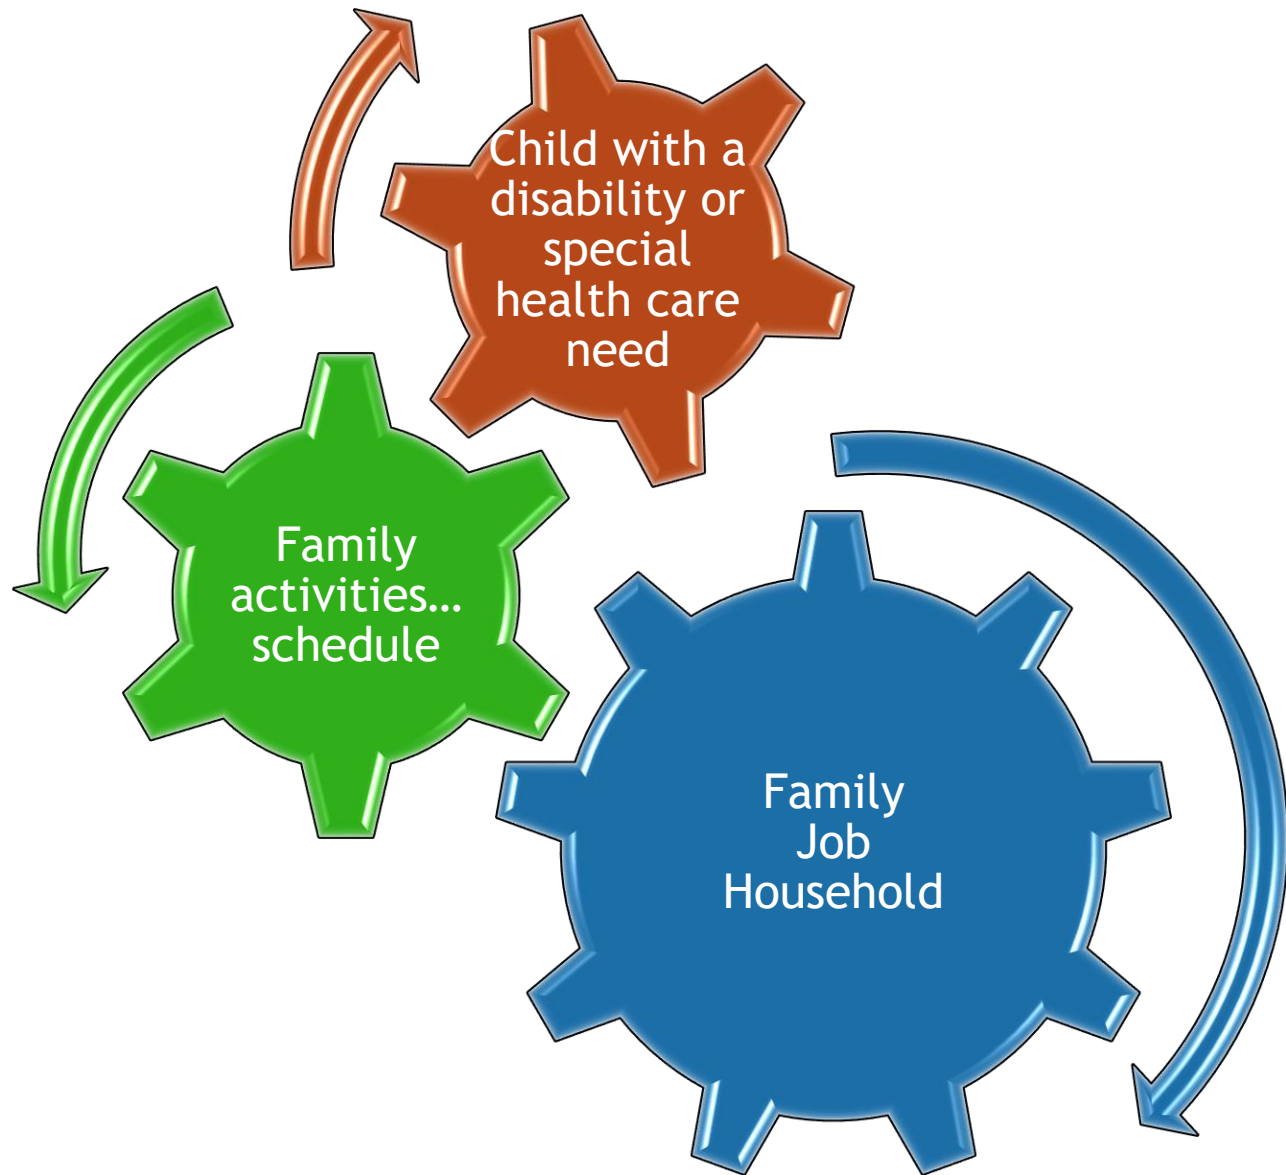 Child with a
disability or
special
health care
need
Family
activities…
schedule
Family
Job
Household